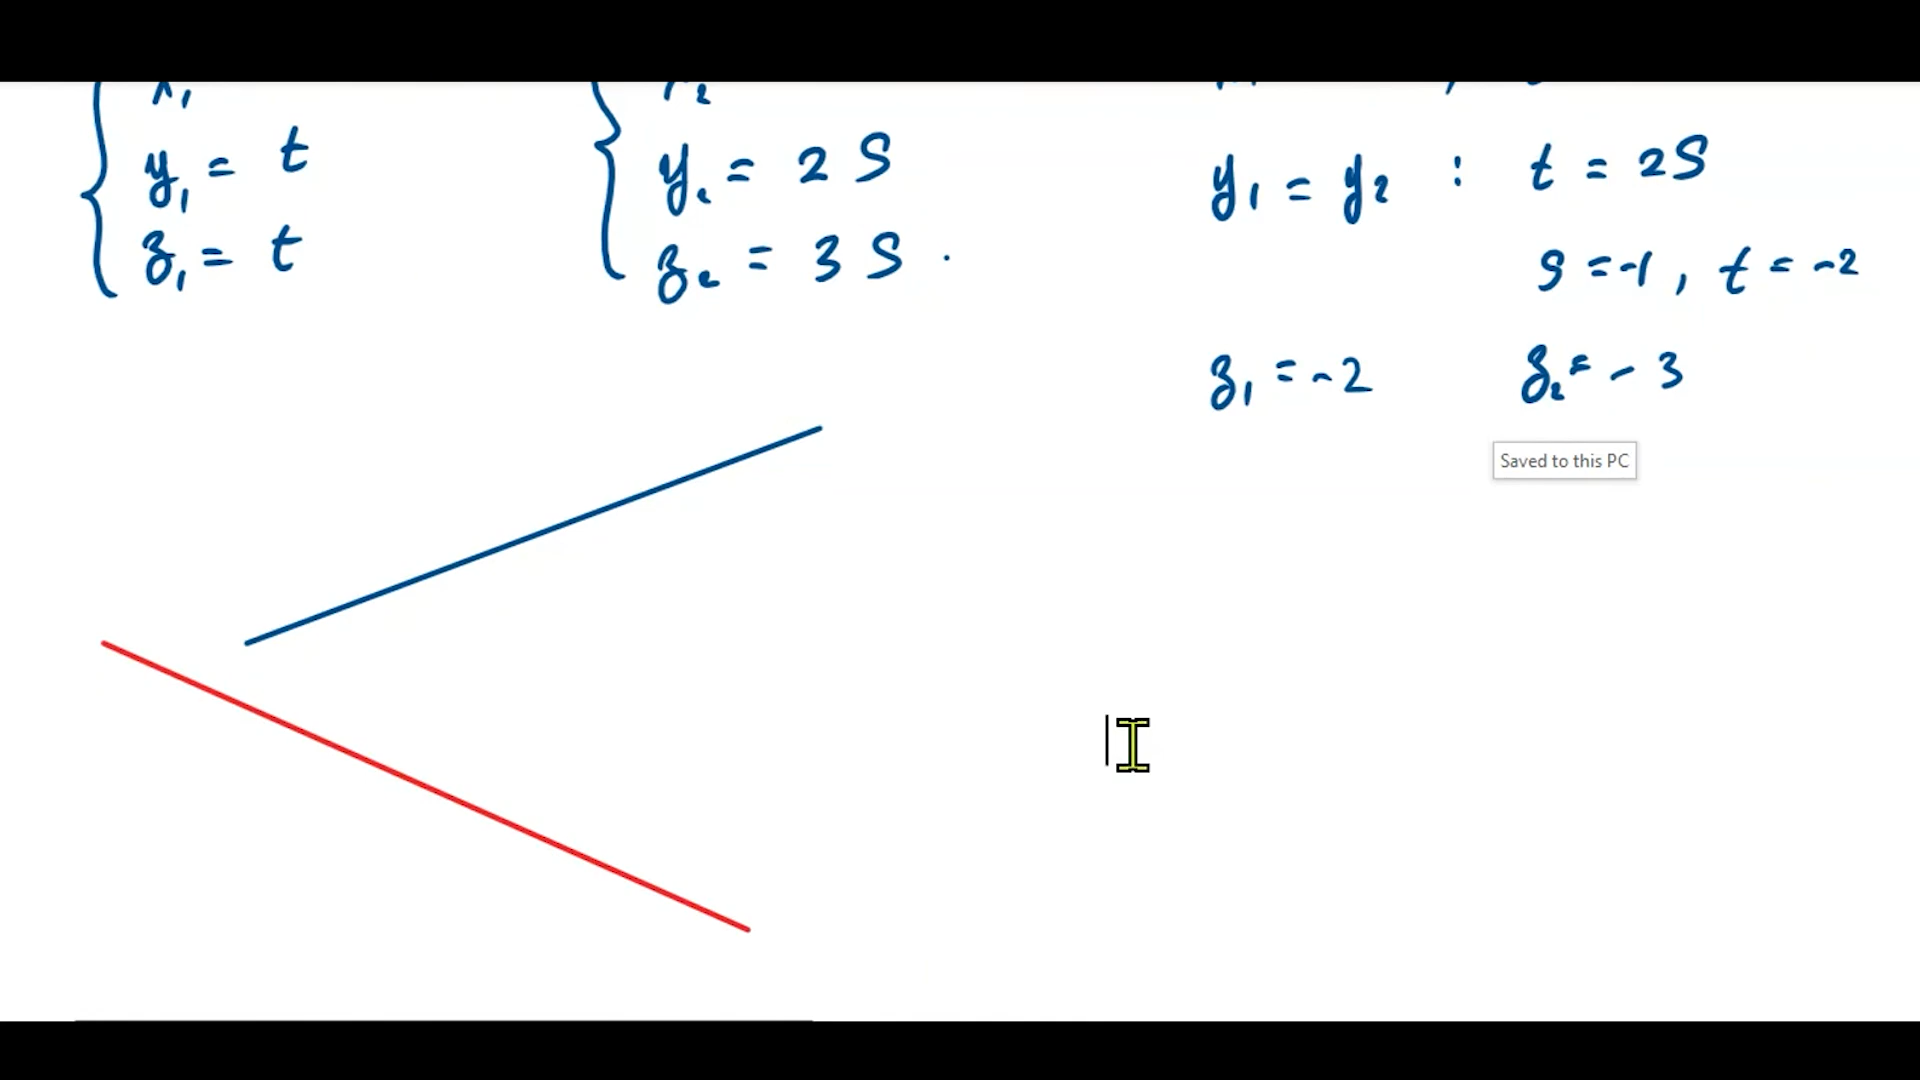 y₁ = t
z₁ = t
y₂ = 2S
z₂ = 3S .
y₁ = y₂ : t = 2S
S = -1, t = -2
z₁ = -2 z₂ = -3
Saved to this PC